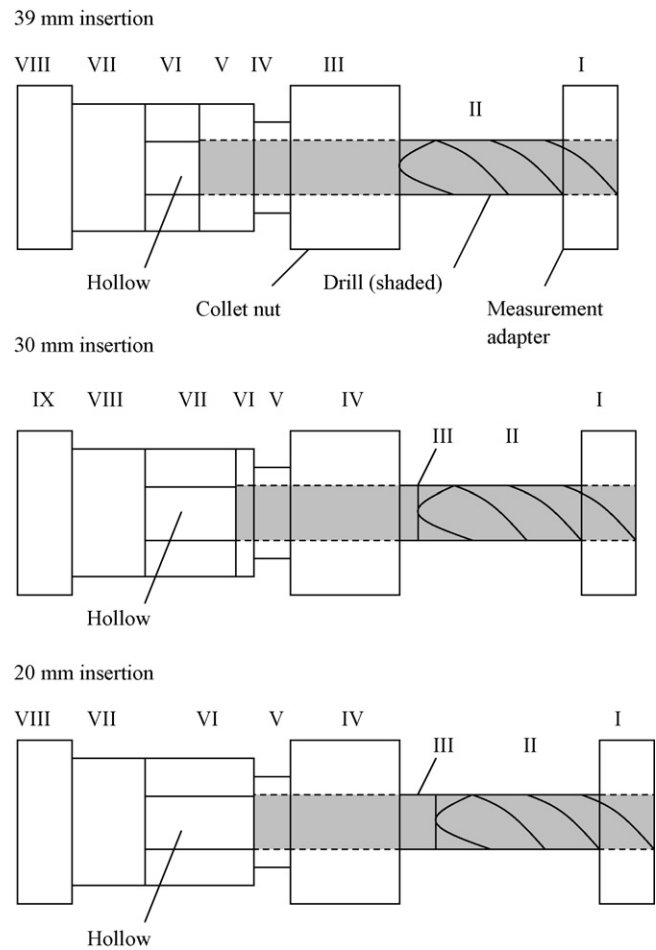 39 mm insertion
VIII VII VI V IV III I
II
Hollow
Drill (shaded)
Collet nut
Measurement
adapter
30 mm insertion
IX VIII VII VI V IV I
III II
Hollow
20 mm insertion
VIII VII VI V IV I
III II
Hollow